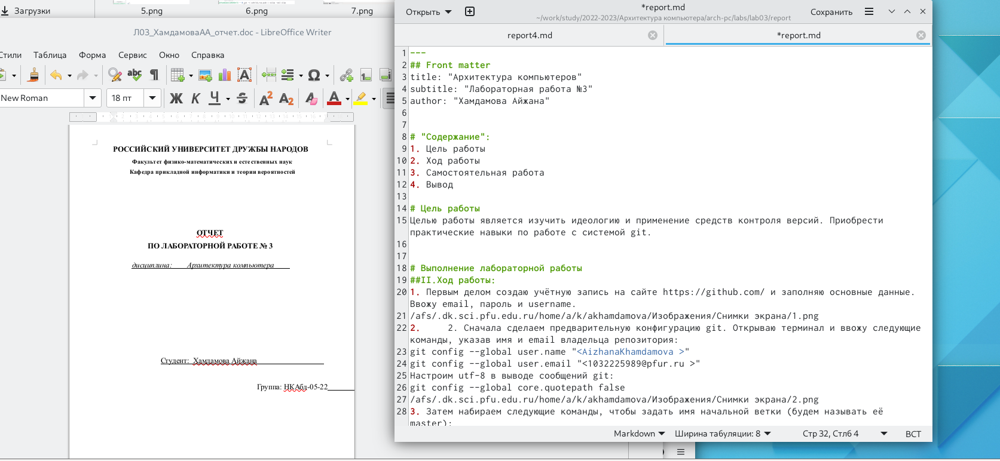 Загрузки
5.png
6.png
7.png
Л03_ХамдамоваАА_отчет.doc - LibreOffice Writer
Стили Таблица Форма Сервис Окно Справка
New Roman 18 пт Ж К Ч S A2 A2 A A
РОССИЙСКИЙ УНИВЕРСИТЕТ ДРУЖБЫ НАРОДОВ
Факультет физико-математических и естественных наук
Кафедра прикладной информатики и теории вероятностей
ОТЧЕТ
ПО ЛАБОРАТОРНОЙ РАБОТЕ № 3
дисциплина: Архитектура компьютера
Студент: Хамдамова Айжана
Группа: НКАбд-05-22
Открыть
*report.md
~/work/study/2022-2023/Архитектура компьютера/arch-pc/labs/lab03/report
Сохранить
report4.md
*report.md
1 ---
2 ## Front matter
3 title: "Архитектура компьютеров"
4 subtitle: "Лабораторная работа №3"
5 author: "Хамдамова Айжана"
6
7
8 # "Содержание":
9 1. Цель работы
10 2. Ход работы
11 3. Самостоятельная работа
12 4. Вывод
13
14 # Цель работы
15 Целью работы является изучить идеологию и применение средств контроля версий. Приобрести
практические навыки по работе с системой git.
16
17
18 # Выполнение лабораторной работы
19 ##II.Ход работы:
20 1. Первым делом создаю учётную запись на сайте https://github.com/ и заполняю основные данные.
Ввожу email, пароль и username.
21 /afs/.dk.sci.pfu.edu.ru/home/a/k/akhamdamova/Изображения/Снимки экрана/1.png
22 2. 2. Сначала сделаем предварительную конфигурацию git. Открываю терминал и ввожу следующие
команды, указав имя и email владельца репозитория:
23 git config --global user.name "<AizhanaKhamdamova >"
24 git config --global user.email "<1032225989@pfur.ru >"
25 Настроим utf-8 в выводе сообщений git:
26 git config --global core.quotepath false
27 /afs/.dk.sci.pfu.edu.ru/home/a/k/akhamdamova/Изображения/Снимки экрана/2.png
28 3. Затем набираем следующие команды, чтобы задать имя начальной ветки (будем называть её
master):
Markdown Ширина табуляции: 8 Стр 32, Стлб 4 ВСТ